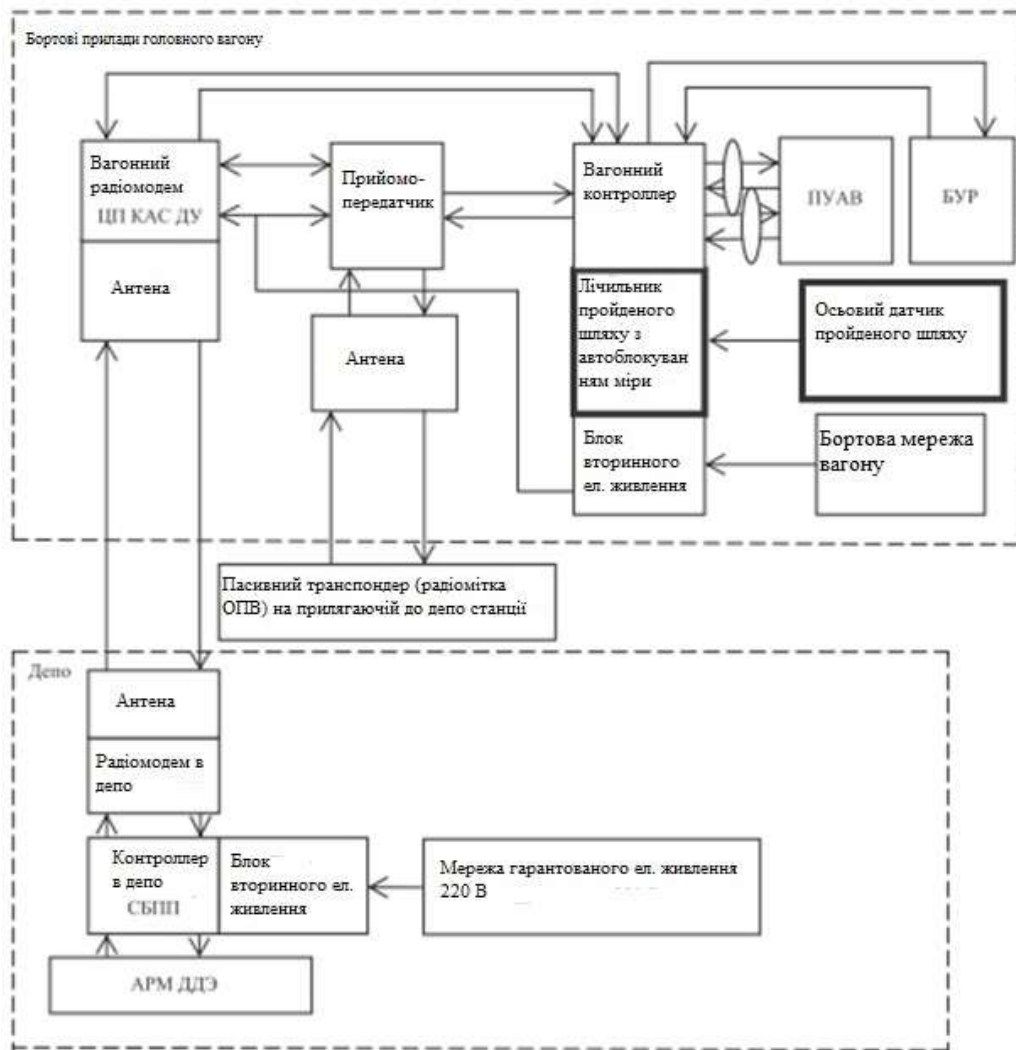 Бортові прилади головного вагону
Вагонний
радіомодем
ЦП КАС ДУ
Антена
Прийомо-
передатчик
Антена
Вагонний
контроллер
ПУАВ
БУР
Лічильник
пройденого
шляху з
автоблокуван
ням міри
Осьовий датчик
пройденого шляху
Блок
вторинного
ел. живлення
Бортова мережа
вагону
Пасивний транспондер (радіомітка
ОПВ) на прилягаючій до депо станції
Депо
Антена
Радіомодем в
депо
Контроллер
в депо
СБПП
Блок
вторинного ел.
живлення
Мережа гарантованого ел. живлення
220 В
АРМ ДДЭ